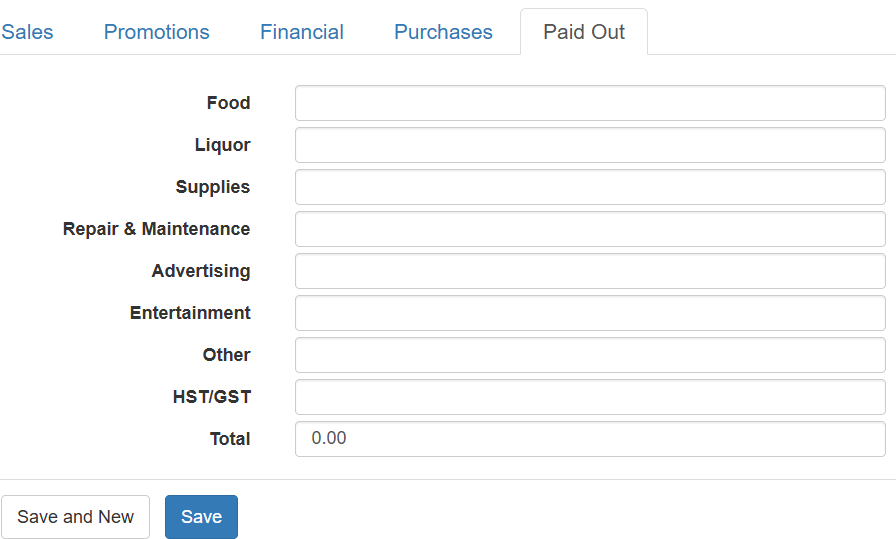 Sales Promotions Financial Purchases Paid Out
Food
Liquor
Supplies
Repair & Maintenance
Advertising
Entertainment
Other
HST/GST
Total 0.00
Save and New Save